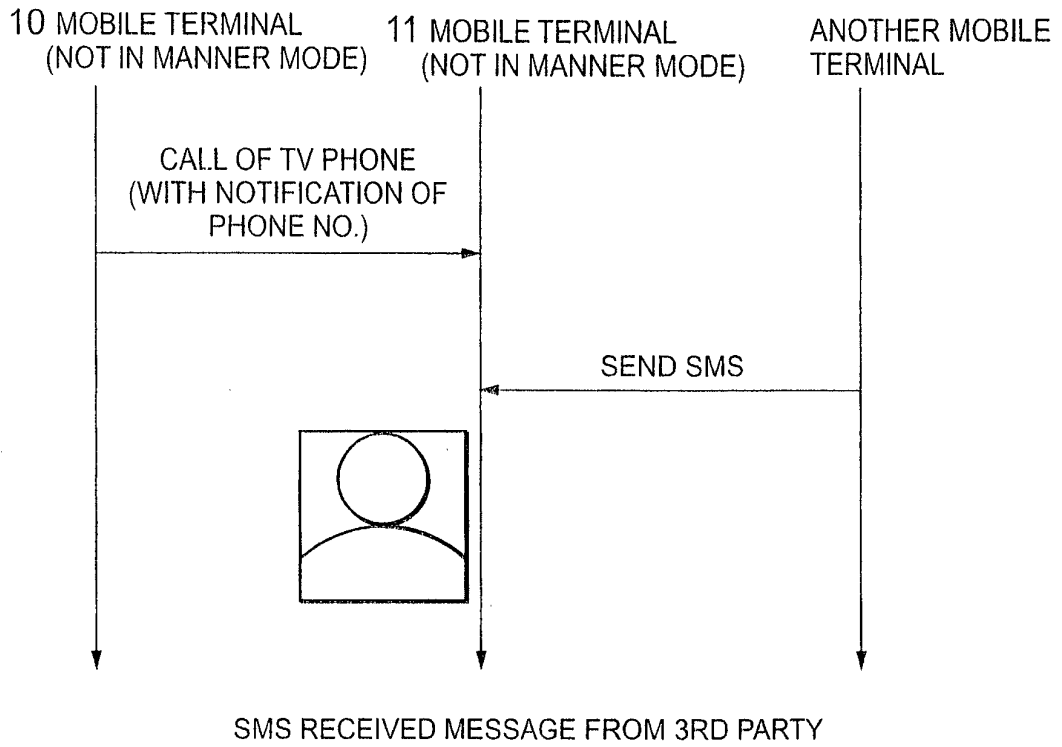 10 MOBILE TERMINAL
(NOT IN MANNER MODE)
11 MOBILE TERMINAL
(NOT IN MANNER MODE)
ANOTHER MOBILE
TERMINAL
CALL OF TV PHONE
(WITH NOTIFICATION OF
PHONE NO.)
SEND SMS
SMS RECEIVED MESSAGE FROM 3RD PARTY